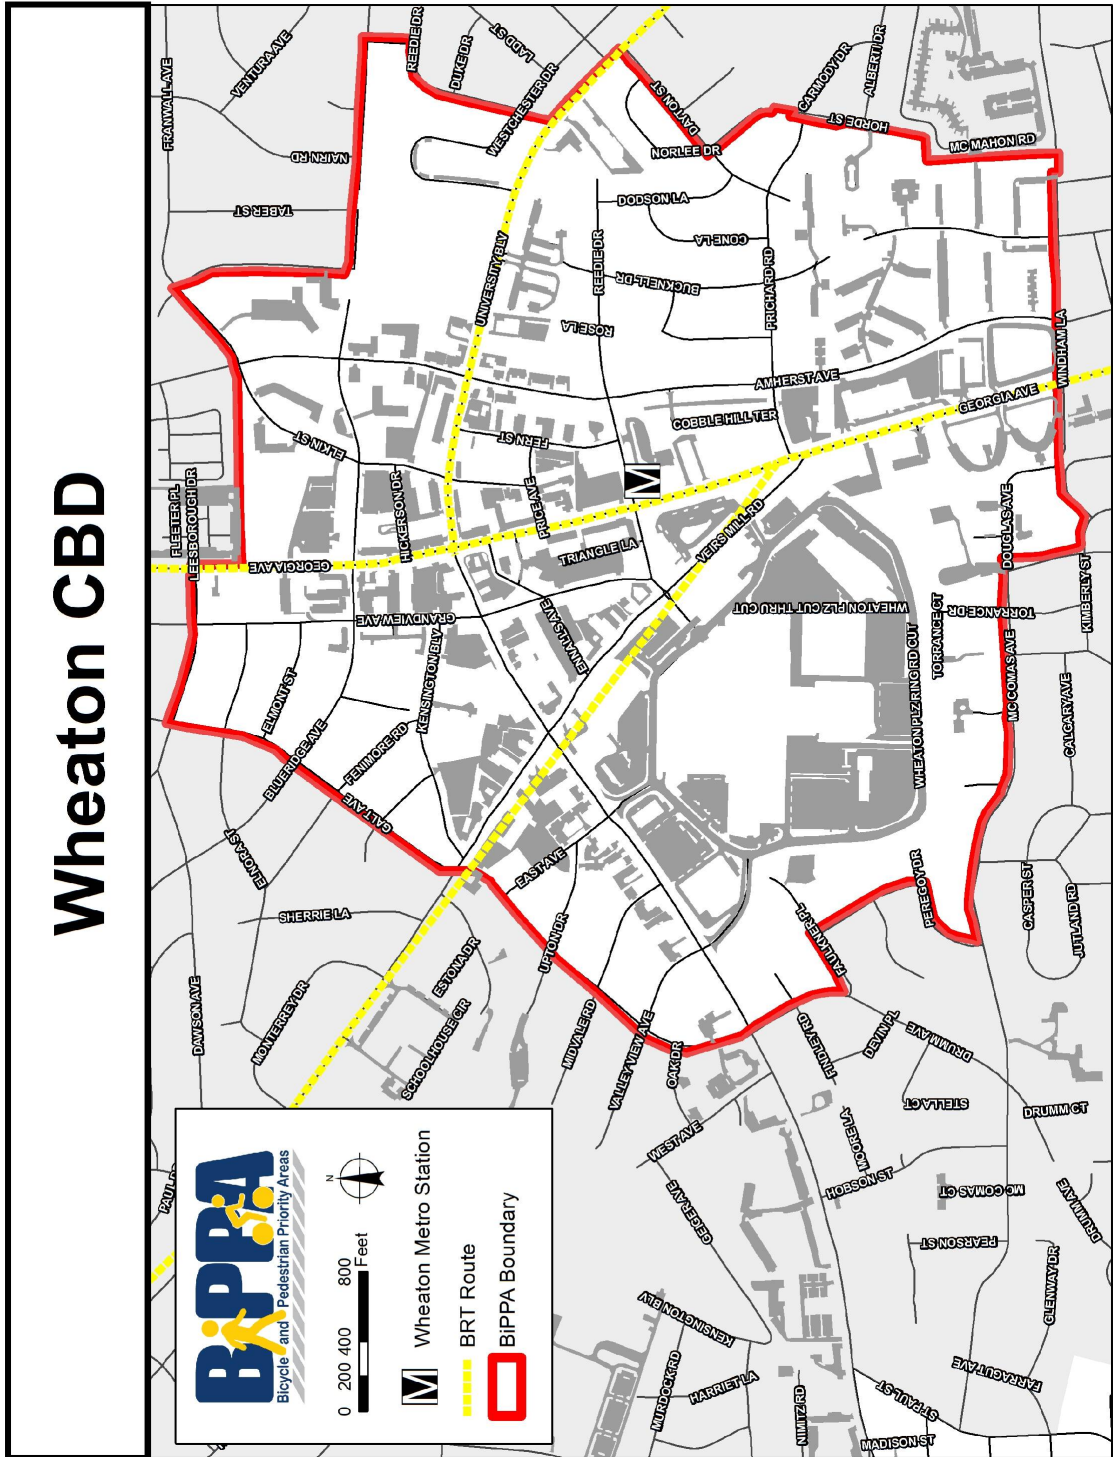 Wheaton CBD
BiPPA
Bicycle and Pedestrian Priority Areas
N
0 200 400 800
Feet
M
Wheaton Metro Station
BRT Route
BiPPA Boundary
FRANWALL AVE
VENTURA AVE
REEDIE DR
DUKE DR
LADD ST
WESTCHESTER DR
NAIRN RD
TABER ST
DAYTON ST
NORLEE DR
CARMODY DR
ALBERT DR
HORDE ST
MC MAHON RD
DODSON LA
CONE LA
BUCKNELL DR
REEDIE DR
ROSE LA
PRICHARD RD
UNIVERSITY BLV
AMHERST AVE
COBBLE HILL TER
GEORGIA AVE
WINDHAM LA
ELKIN ST
FERN ST
PRICE AVE
HICKERSON DR
FLEETER PL
LEESBOROUGH DR
GEORGIA AVE
M
TRIANGLE LA
VEIRS MILL RD
DOUGLAS AVE
GRANDVIEW AVE
ENNALLS AVE
WHEATON PLZ CUT THRU CUT
TORRANCE CT
TORRANCE DR
KIMBERLY ST
KENSINGTON BLV
ELMONT ST
BLUERIDGE AVE
FENIMORE RD
GALT AVE
WHEATON PLZ RING RD CUT
MC COMAS AVE
CALGARY AVE
ELNORA ST
SHERRIE LA
EAST AVE
UPTON DR
FAULKNER PL
PEREGOY DR
CASPER ST
JUTLAND RD
DAWSON AVE
MONTERREY DR
ESTONA DR
SCHOOLHOUSE CIR
MIDVALE RD
VALLEY VIEW AVE
OAK DR
FINDLEY RD
DEVIN PL
DRUMM AVE
STELLA CT
DRUMM CT
WEST AVE
MOORE LA
HOBSON ST
MC COMAS CT
GEIGER AVE
PEARSON ST
DRUMM AVE
GLENWAY DR
KENSINGTON BLV
MURDOCK RD
HARRIET LA
NIMITZ RD
ST PAUL ST
FARRAGUT AVE
MADISON ST